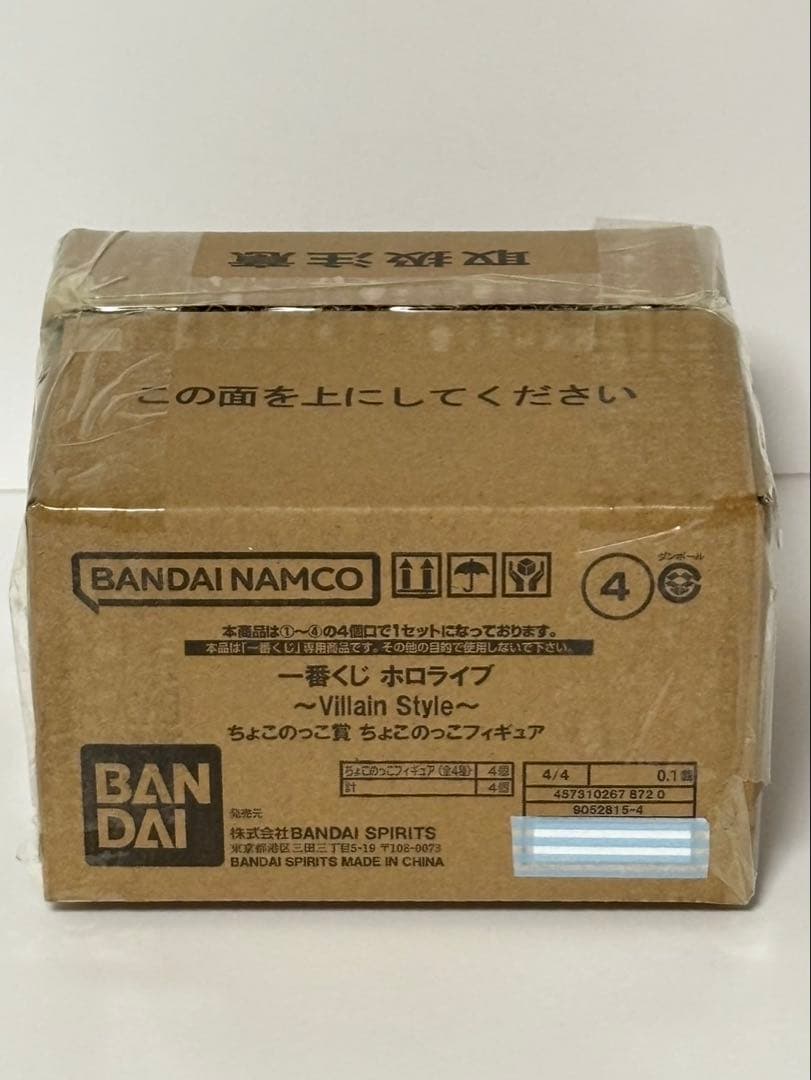 取扱注意
この面を上にしてください
BANDAI NAMCO
4
ダンボール
本商品は①〜④の4個口で1セットになっております。
本品は「一番くじ」専用商品です。その他の目的で使用しないで下さい。
一番くじ ホロライブ
〜Villain Style〜
ちょこのっこ賞 ちょこのっこフィギュア
ちょこのっこフィギュア(全4種) 4個
計 4個
4/4 0.1
457310267 872 0
9052815-4
BAN
DAI
発売元
株式会社BANDAI SPIRITS
東京都港区三田三丁目5-19 〒108-0073
BANDAI SPIRITS MADE IN CHINA